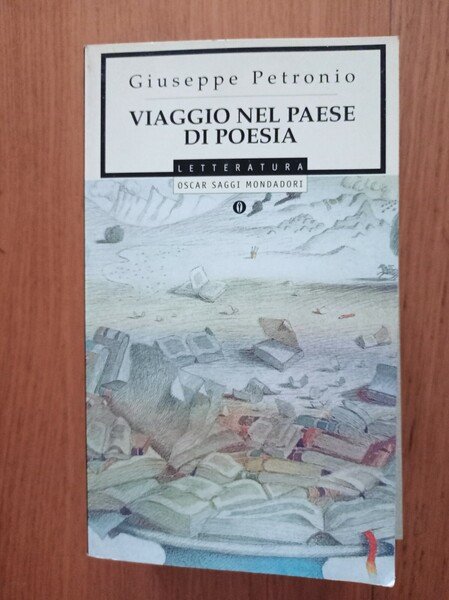 Giuseppe Petronio
VIAGGIO NEL PAESE
DI POESIA
LETTERATURA
OSCAR SAGGI MONDADORI